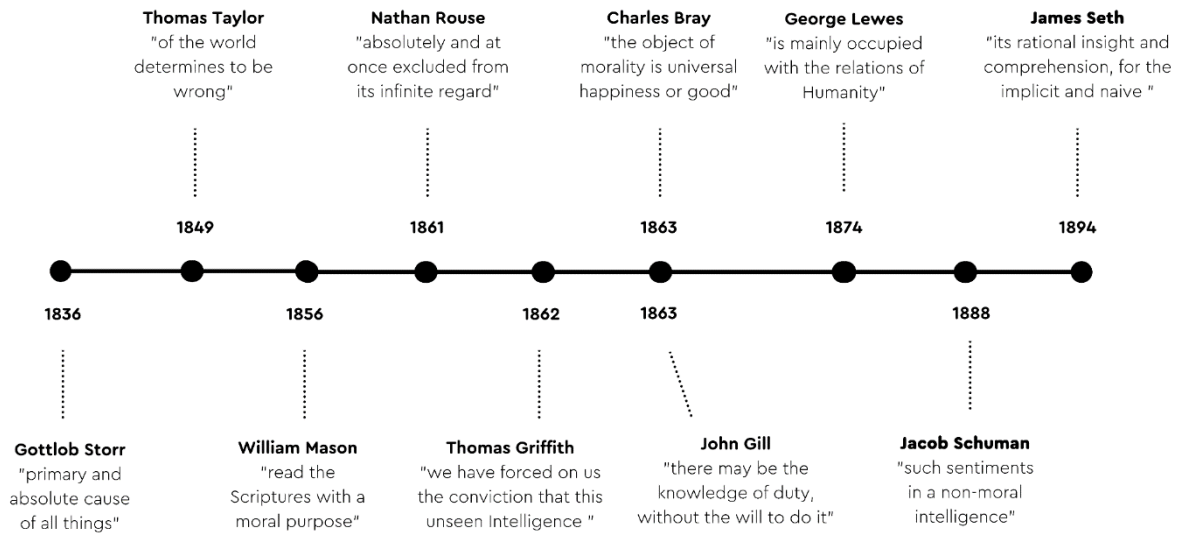 Thomas Taylor
"of the world
determines to be
wrong"
Nathan Rouse
"absolutely and at
once excluded from
its infinite regard"
Charles Bray
"the object of
morality is universal
happiness or good"
George Lewes
"is mainly occupied
with the relations of
Humanity"
James Seth
"its rational insight and
comprehension, for the
implicit and naive "
1849
1861
1863
1874
1894
1836
1856
1862
1863
1888
Gottlob Storr
"primary and
absolute cause
of all things"
William Mason
"read the
Scriptures with a
moral purpose"
Thomas Griffith
"we have forced on us
the conviction that this
unseen Intelligence "
John Gill
"there may be the
knowledge of duty,
without the will to do it"
Jacob Schuman
"such sentiments
in a non-moral
intelligence"